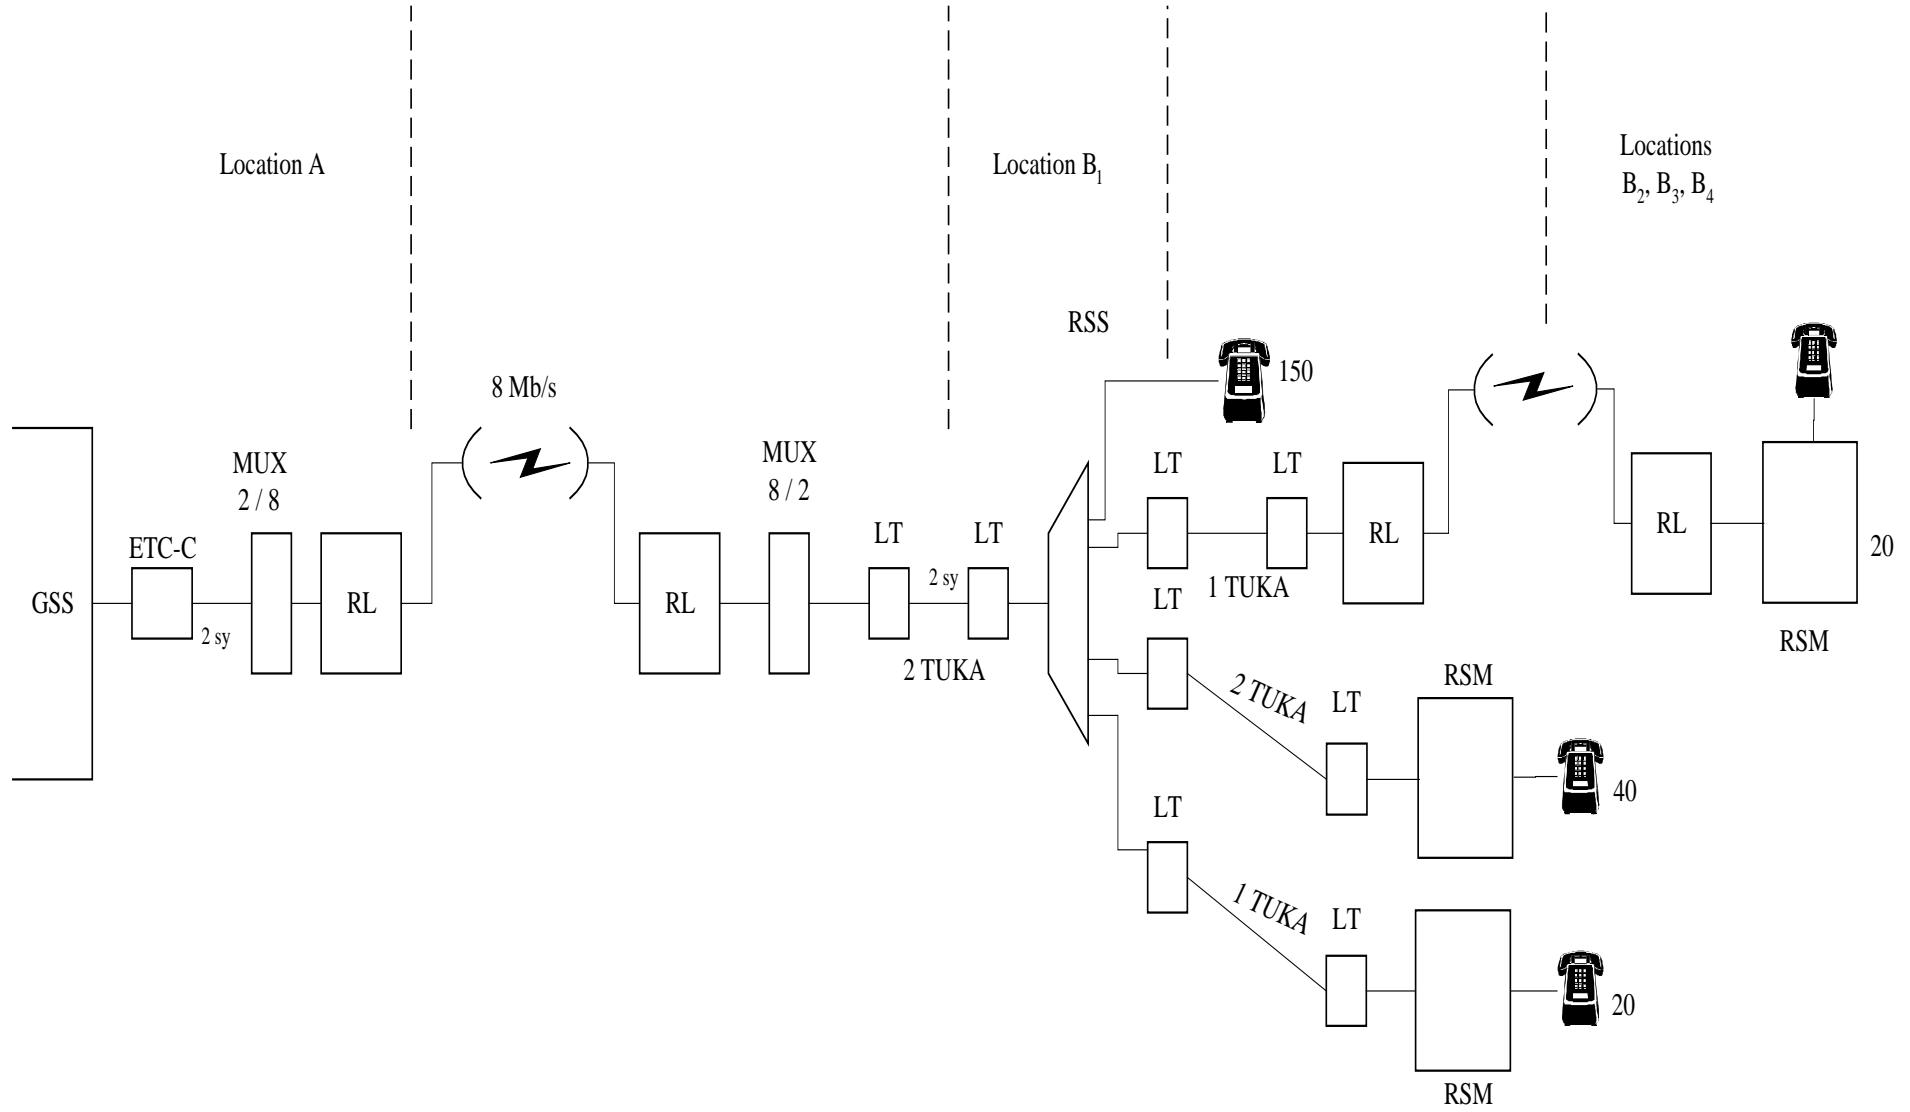 Location A
Location B1
Locations
B2, B3, B4
RSS
150
8 Mb/s
MUX
2 / 8
MUX
8 / 2
LT
LT
ETC-C
LT
LT
2 sy
RL
RL
20
GSS
2 sy
RL
RL
1 TUKA
LT
RSM
2 TUKA
2 TUKA
LT
RSM
40
LT
1 TUKA
LT
20
RSM